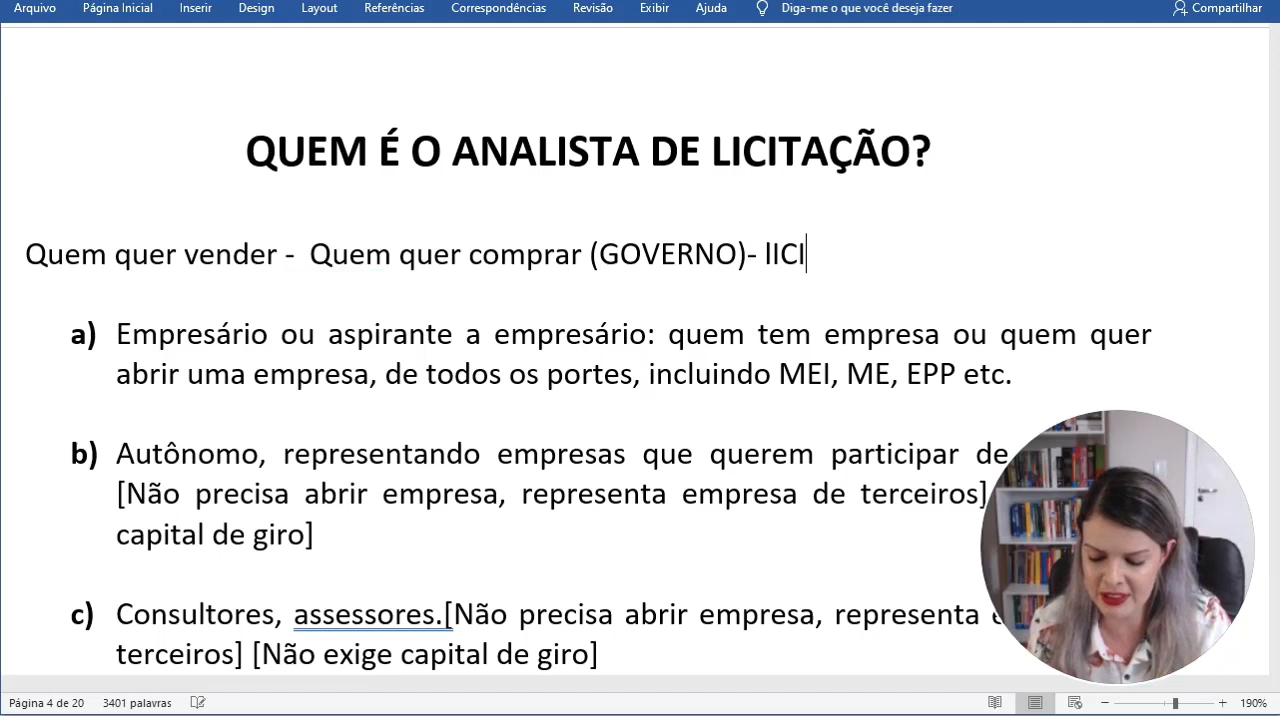 Arquivo Página Inicial Inserir Design Layout Referências Correspondências Revisão Exibir Ajuda Diga-me o que você deseja fazer Compartilhar
QUEM É O ANALISTA DE LICITAÇÃO?
Quem quer vender - Quem quer comprar (GOVERNO)- lICI
a) Empresário ou aspirante a empresário: quem tem empresa ou quem quer
abrir uma empresa, de todos os portes, incluindo MEI, ME, EPP etc.
b) Autônomo, representando empresas que querem participar de
[Não precisa abrir empresa, representa empresa de terceiros]
capital de giro]
c) Consultores, assessores.[Não precisa abrir empresa, representa
terceiros] [Não exige capital de giro]
Página 4 de 20 3401 palavras 190%